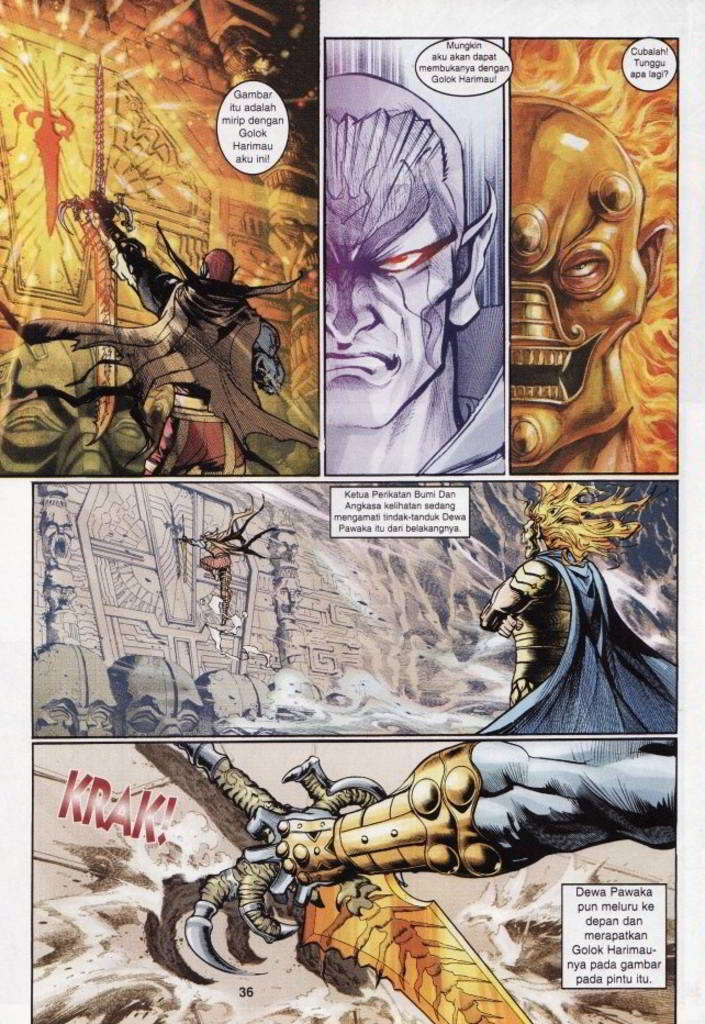 Gambar
itu adalah
mirip dengan
Golok
Harimau
aku ini!
Mungkin
aku akan dapat
membukanya dengan
Golok Harimau!
Cubalah!
Tunggu
apa lagi?
Ketua Perikatan Bumi Dan
Angkasa kelihatan sedang
mengamati tindak-tanduk Dewa
Pawaka itu dari belakangnya.
KRAK!
Dewa Pawaka
pun meluru ke
depan dan
merapatkan
Golok Harimau-
nya pada gambar
pada pintu itu.
36